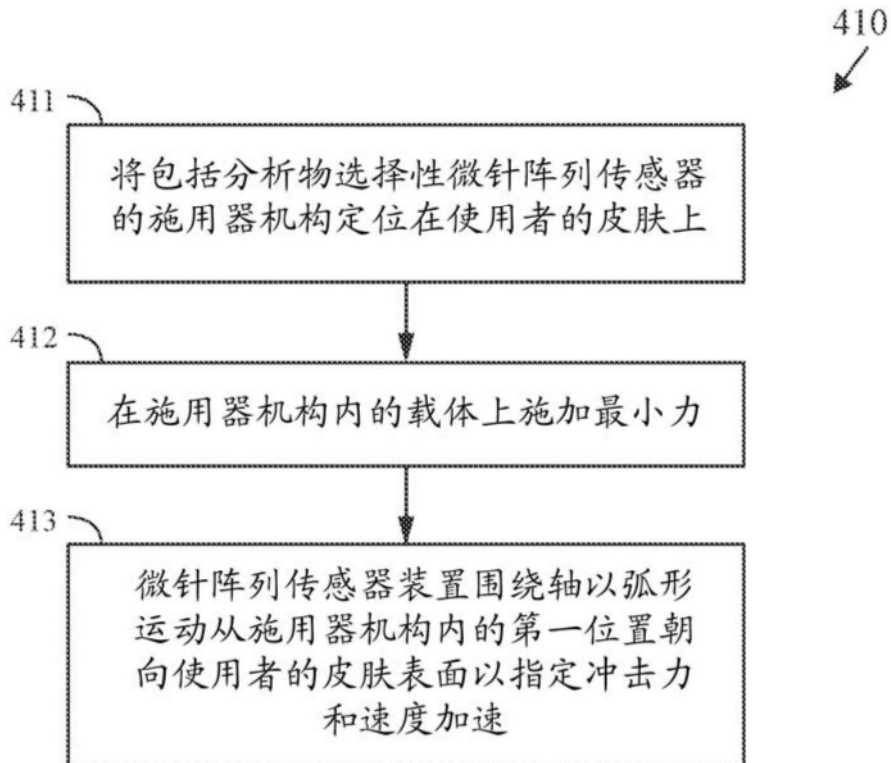 410
411
将包括分析物选择性微针阵列传感器
的施用器机构定位在使用者的皮肤上
412
在施用器机构内的载体上施加最小力
413
微针阵列传感器装置围绕轴以弧形
运动从施用器机构内的第一位置朝
向使用者的皮肤表面以指定冲击力
和速度加速